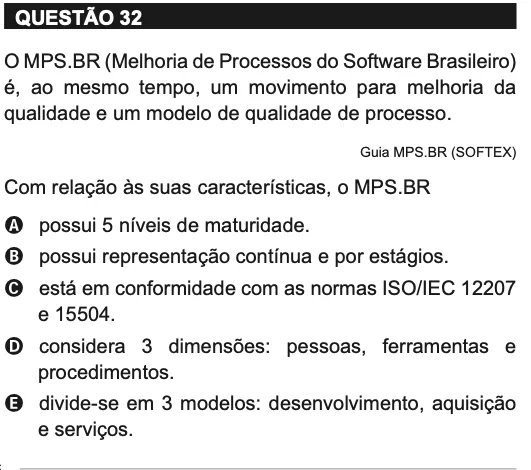 QUESTÃO 32
O MPS.BR (Melhoria de Processos do Software Brasileiro)
é, ao mesmo tempo, um movimento para melhoria da
qualidade e um modelo de qualidade de processo.
Guia MPS.BR (SOFTEX)
Com relação às suas características, o MPS.BR
A possui 5 níveis de maturidade.
B possui representação contínua e por estágios.
C está em conformidade com as normas ISO/IEC 12207
e 15504.
D considera 3 dimensões: pessoas, ferramentas e
procedimentos.
E divide-se em 3 modelos: desenvolvimento, aquisição
e serviços.